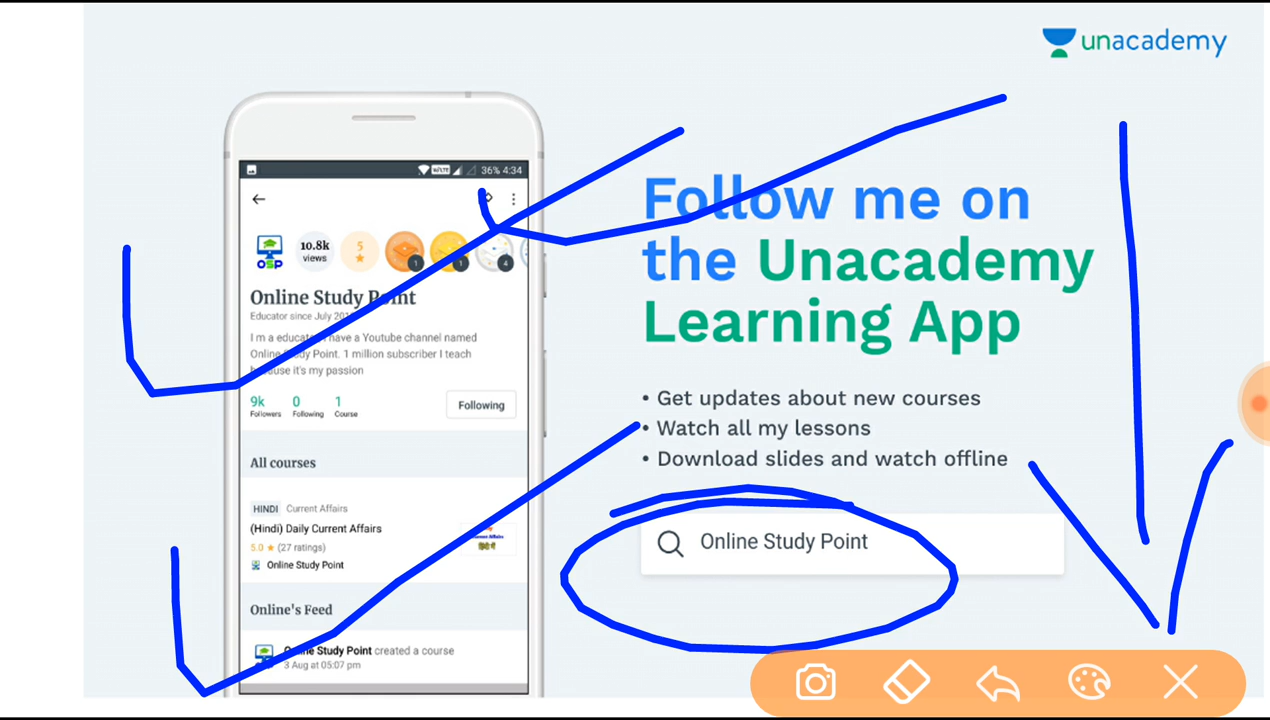 unacademy
36% 4:34
10.8k
views
5
1
1
4
OSP
Online Study Point
Educator since July
I m a educator I have a Youtube channel named
Online Study Point. 1 million subscriber I teach
because it's my passion
9k
0
1
Followers
Following
Course
Following
All courses
HINDI Current Affairs
(Hindi) Daily Current Affairs
5.0 ★ (27 ratings)
Online Study Point
Online's Feed
Online Study Point created a course
3 Aug at 05:07 pm
Follow me on
the Unacademy
Learning App
• Get updates about new courses
• Watch all my lessons
• Download slides and watch offline
Online Study Point